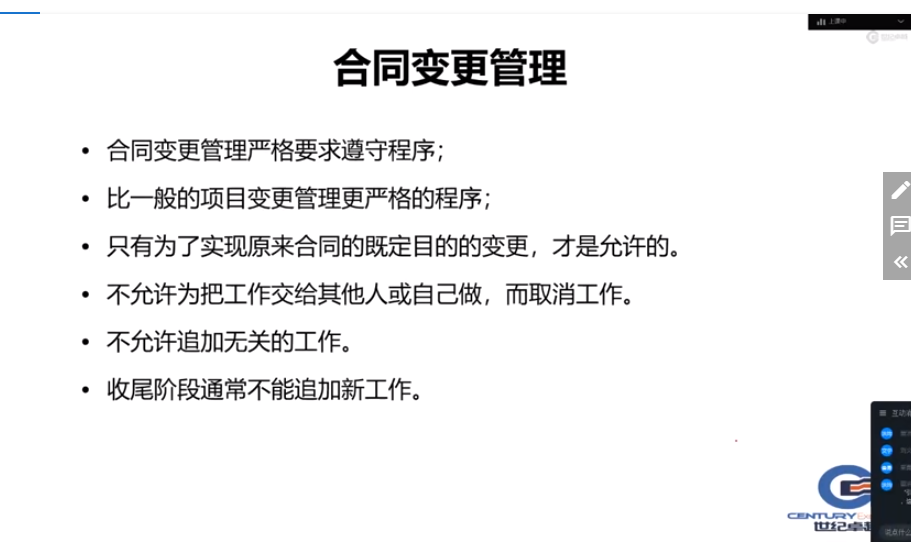 上课中
合同变更管理
• 合同变更管理严格要求遵守程序；
• 比一般的项目变更管理更严格的程序；
• 只有为了实现原来合同的既定目的的变更，才是允许的。
• 不允许为把工作交给其他人或自己做，而取消工作。
• 不允许追加无关的工作。
• 收尾阶段通常不能追加新工作。
互动
CENTURY
世纪卓